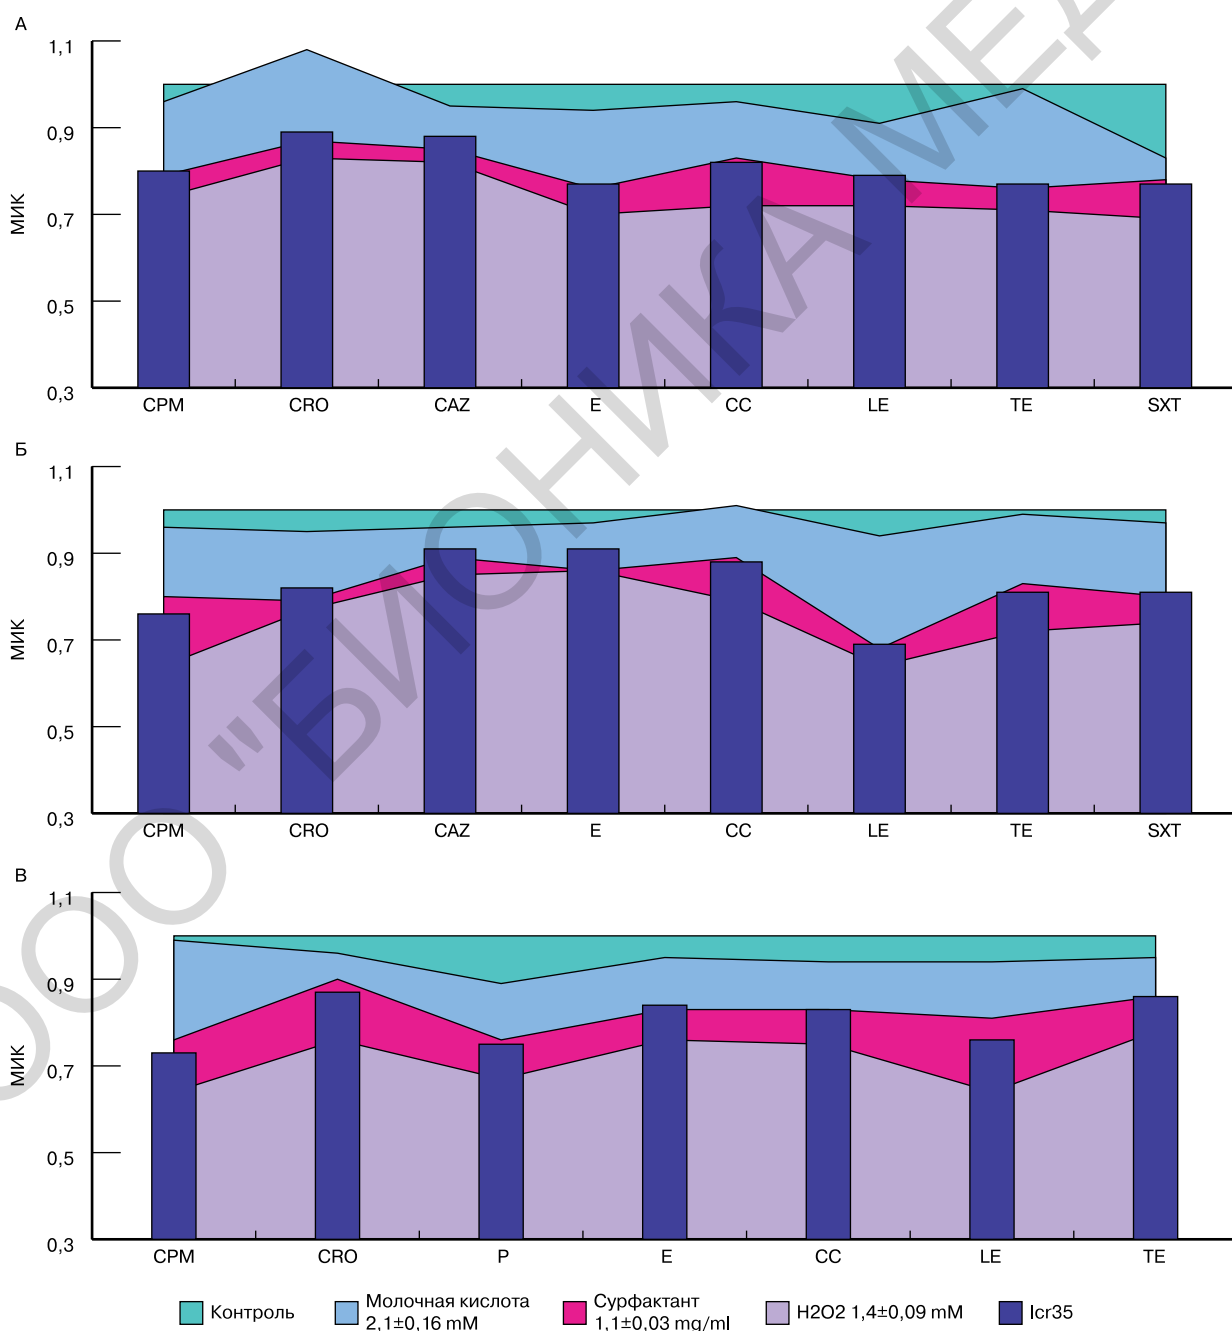 А
1,1
0,9
0,7
0,5
0,3
МИК
CPM CRO CAZ E CC LE TE SXT
Б
1,1
0,9
0,7
0,5
0,3
МИК
CPM CRO CAZ E CC LE TE SXT
В
1,1
0,9
0,7
0,5
0,3
МИК
CPM CRO P E CC LE TE
Контроль
Молочная кислота
2,1±0,16 mM
Сурфактант
1,1±0,03 mg/ml
H2O2 1,4±0,09 mM
lcr35
ООО "БИОНИКА МЕД